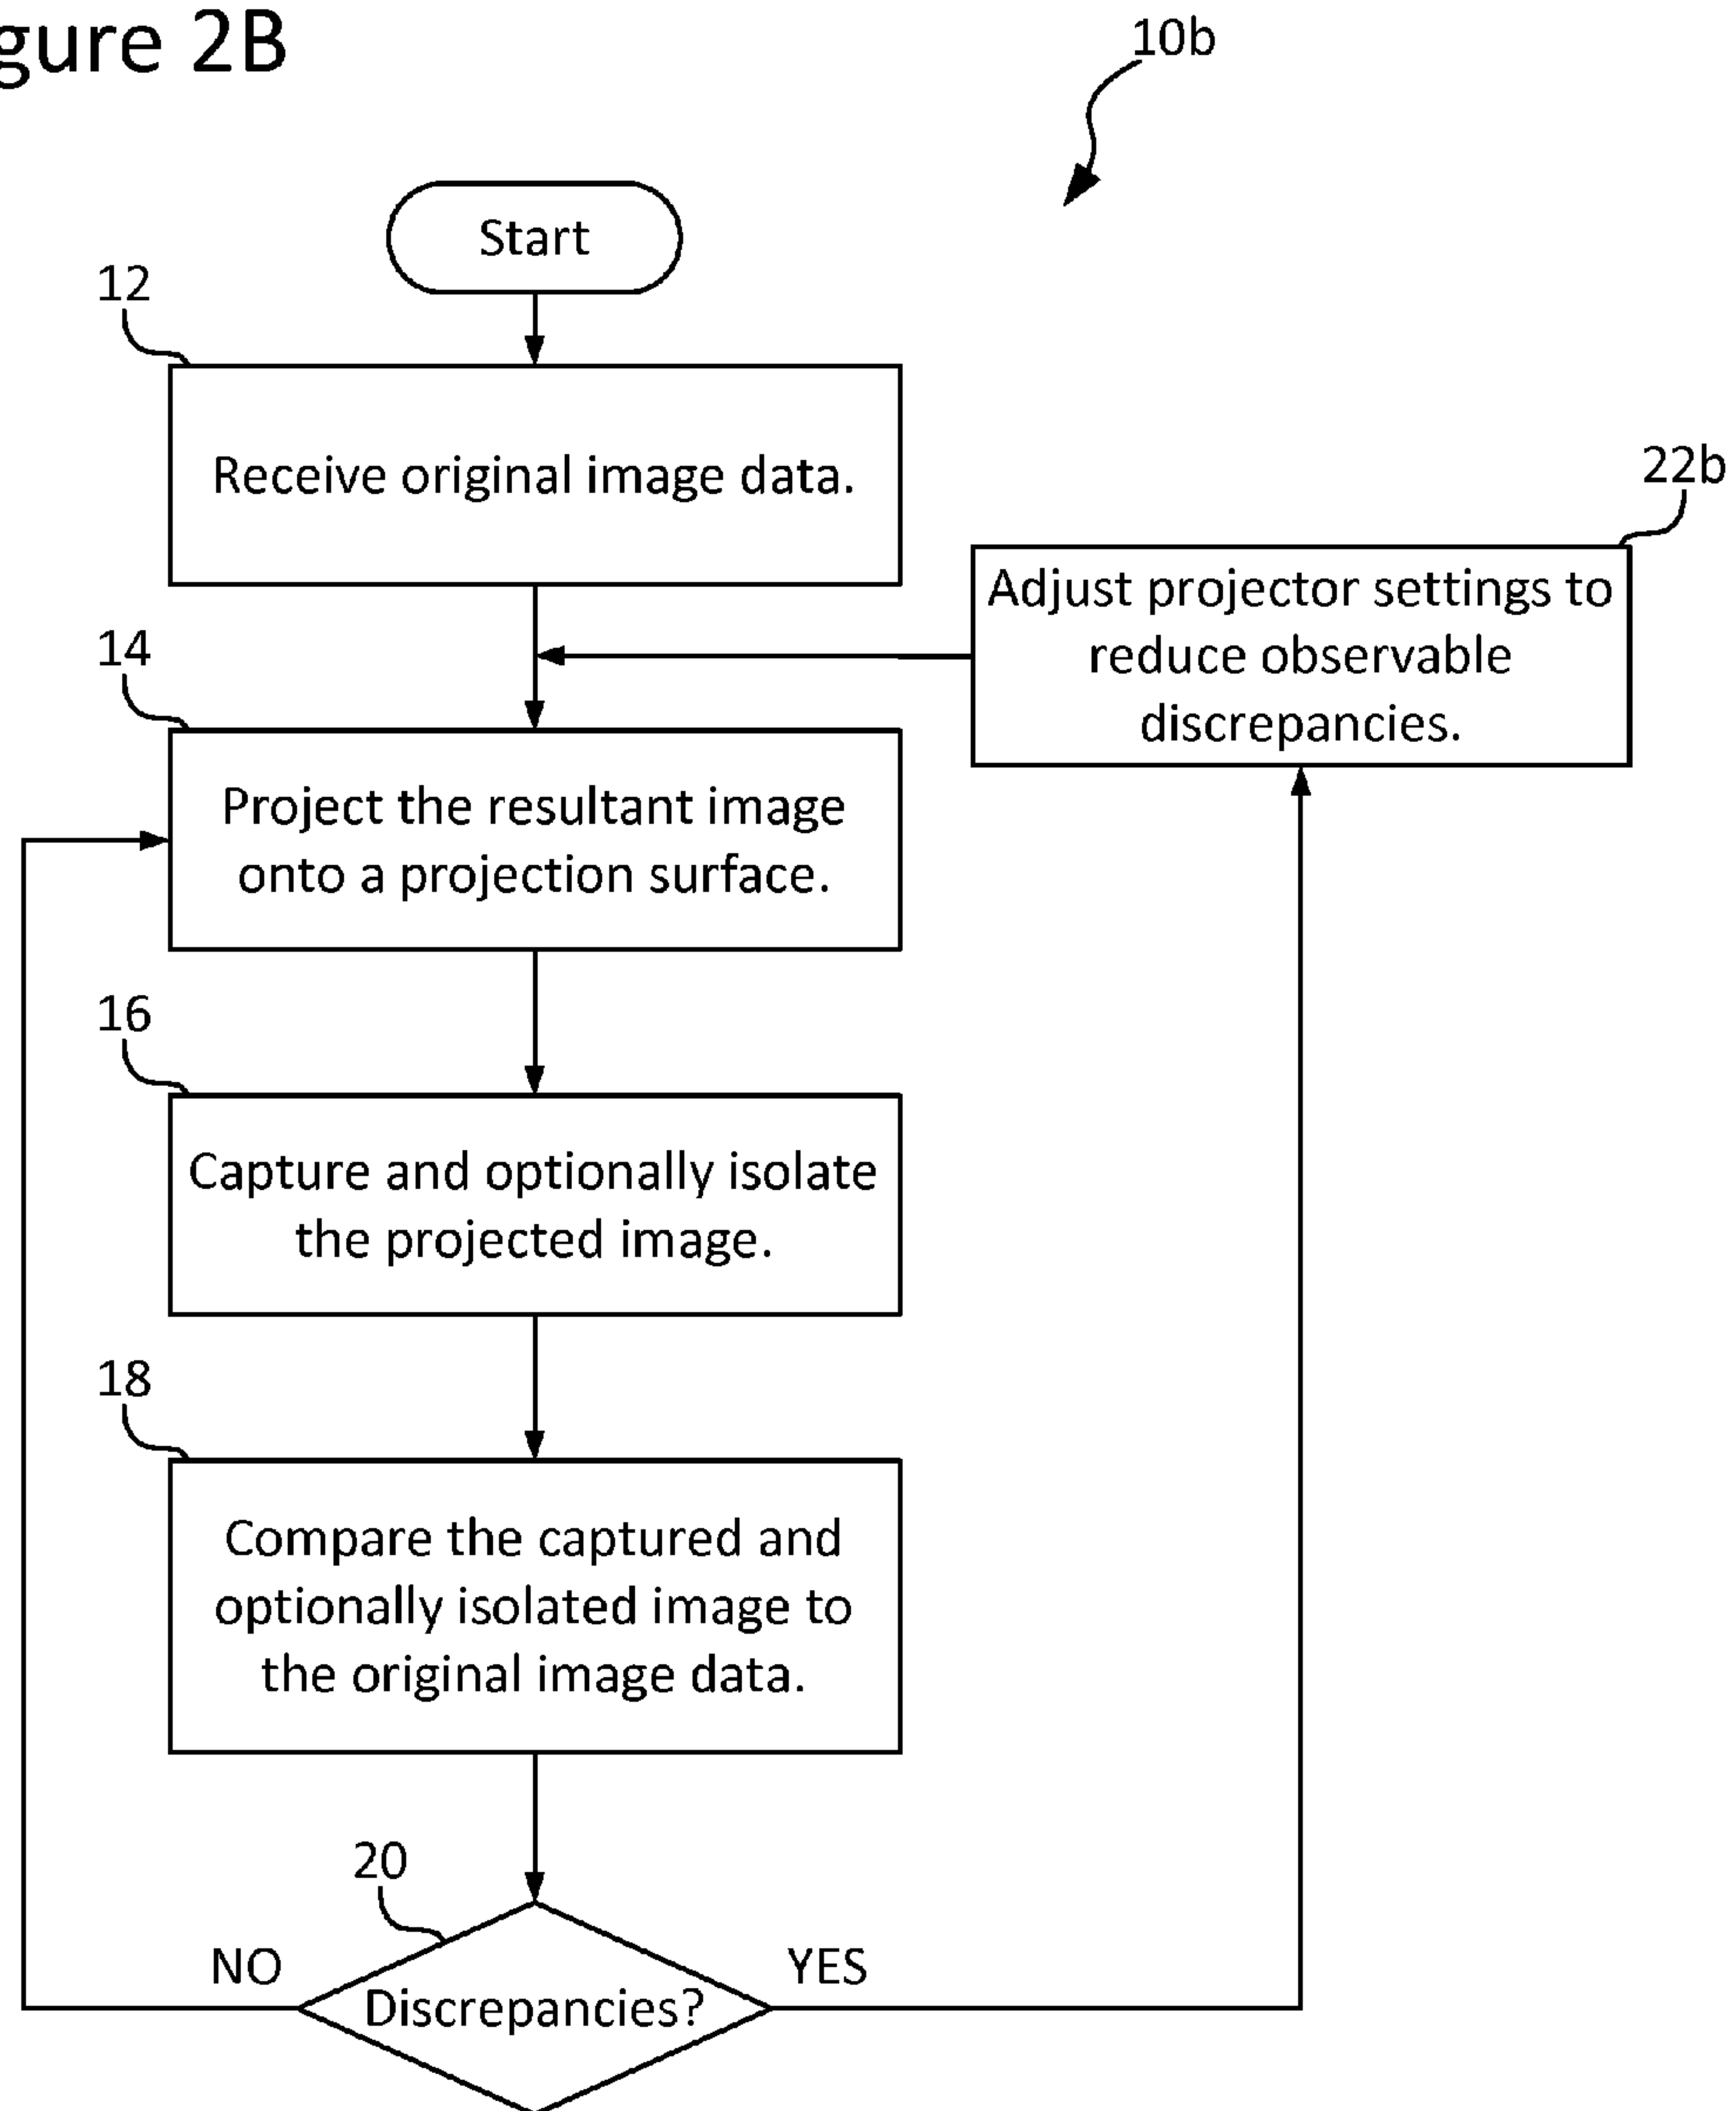 gure 2B
10b
Start
12
Receive original image data.
22b
Adjust projector settings to
reduce observable
discrepancies.
14
Project the resultant image
onto a projection surface.
16
Capture and optionally isolate
the projected image.
18
Compare the captured and
optionally isolated image to
the original image data.
20
NO
YES
Discrepancies?